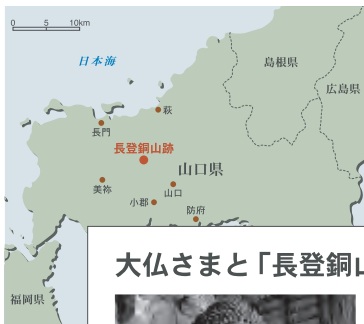 0 5 10km
日本海
島根県
広島県
萩
長門
長登銅山跡
山口県
美祢
山口
小郡
防府
大仏さまと「長登銅山
福岡県